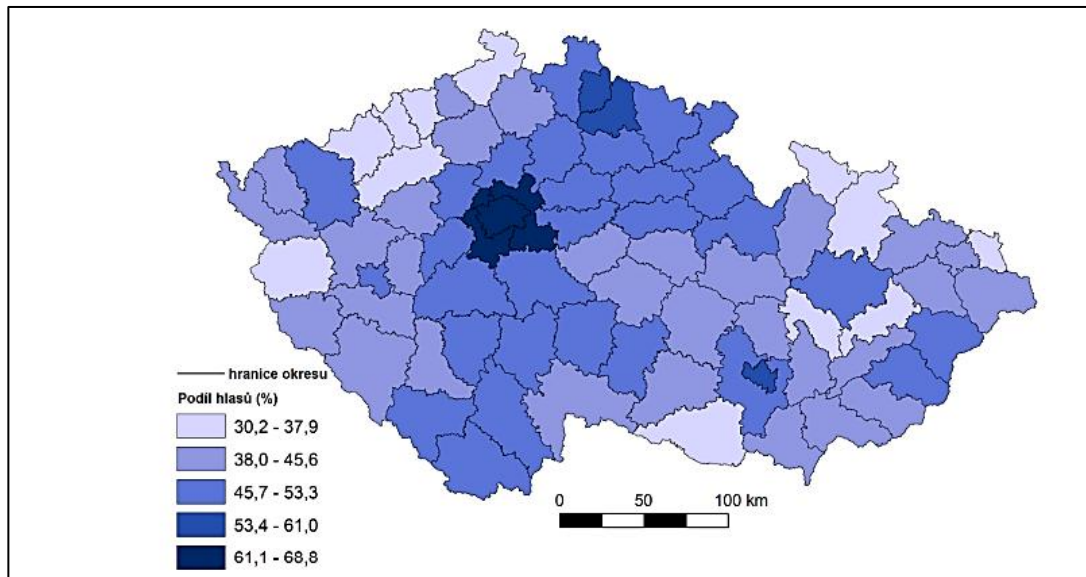 hranice okresu
Podíl hlasů (%)
30,2 - 37,9
38,0 - 45,6
45,7 - 53,3
53,4 - 61,0
61,1 - 68,8
0 50 100 km